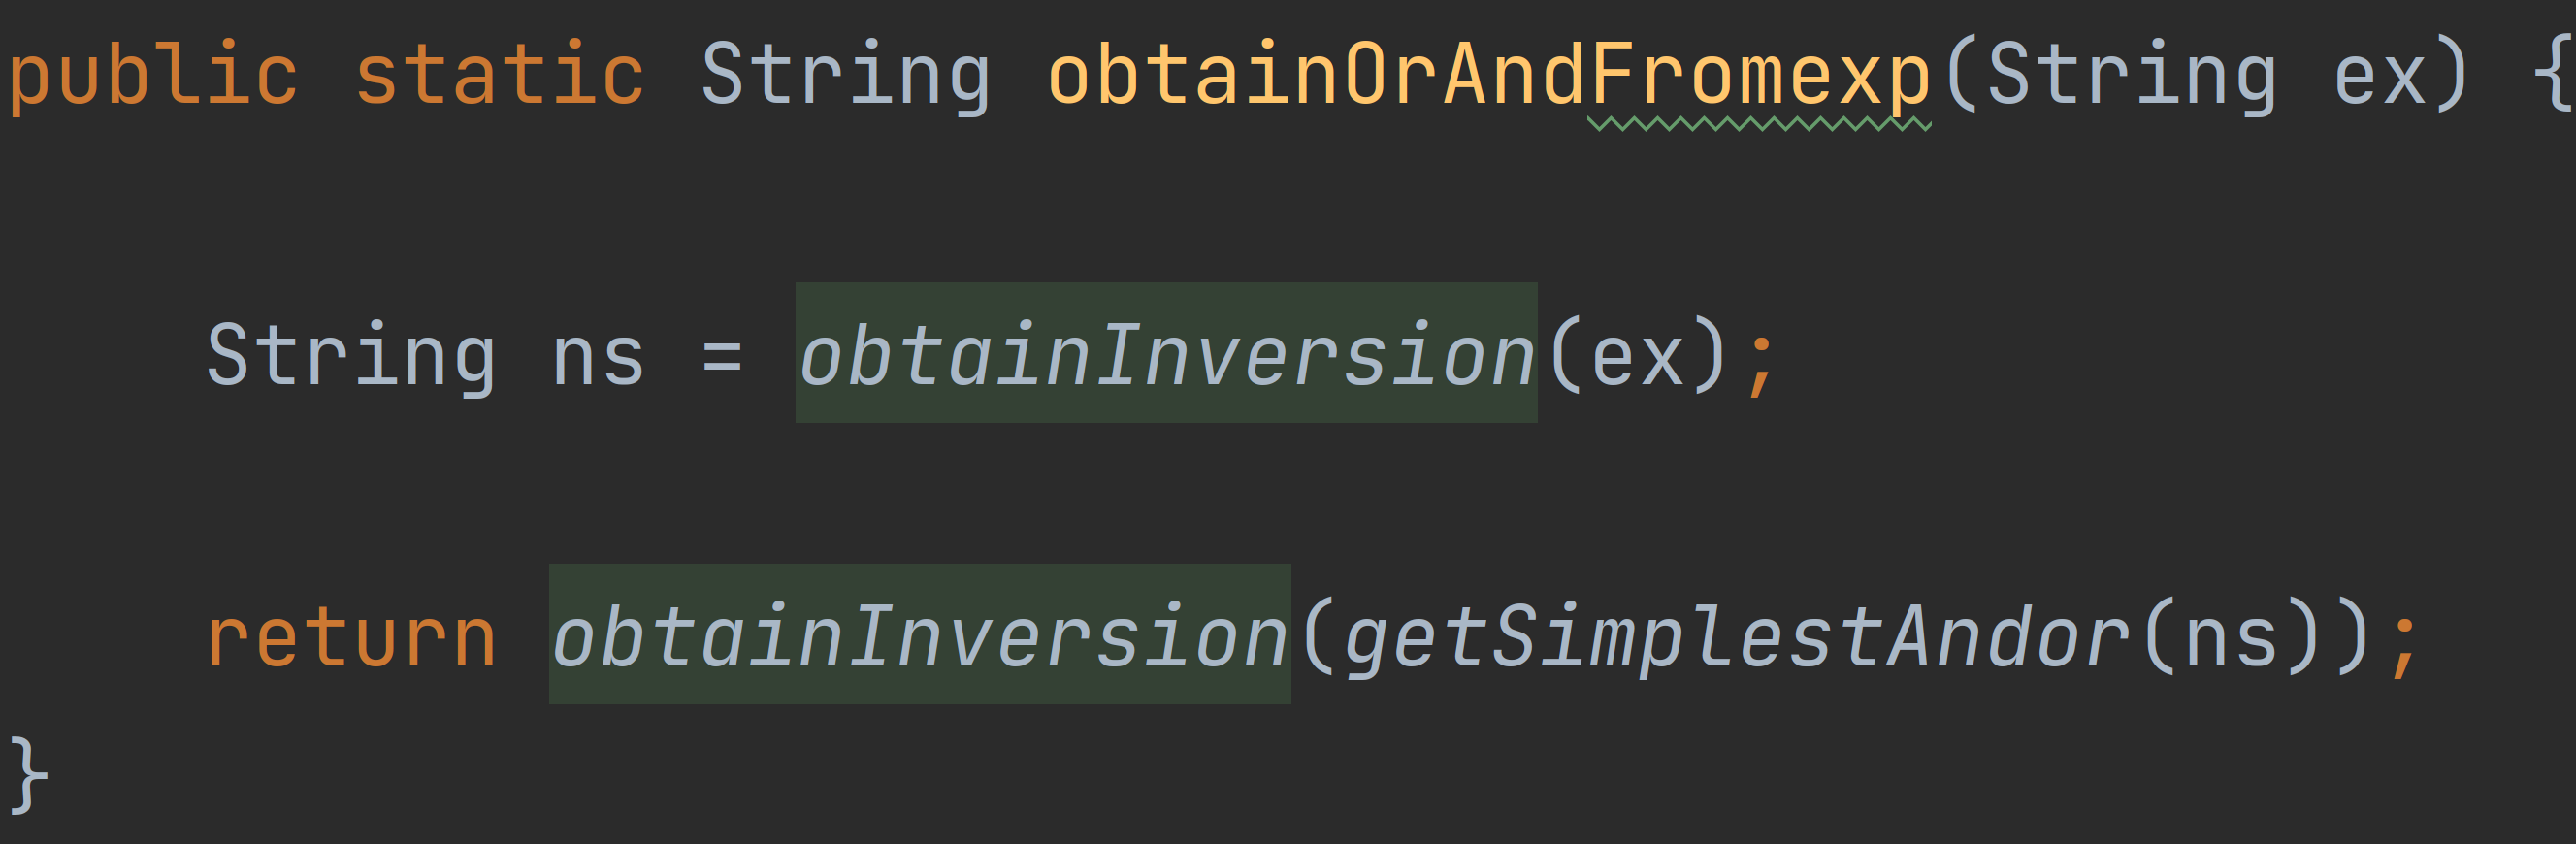 public static String obtainOrAndFromexp(String ex) {
String ns = obtainInversion(ex);
return obtainInversion(getSimplestAndor(ns));
}